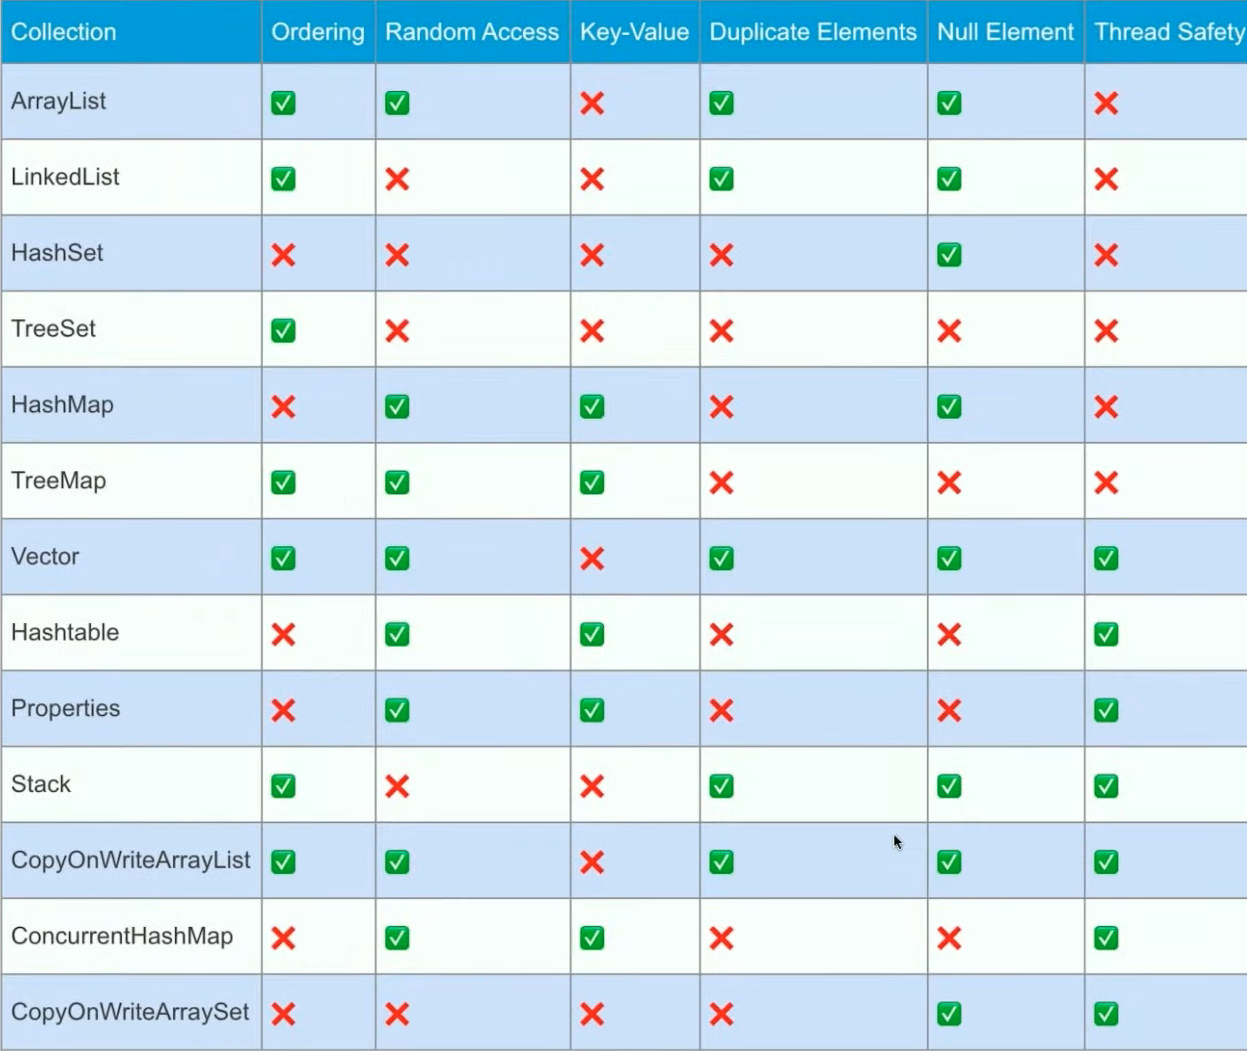 Collection Ordering Random Access Key-Value Duplicate Elements Null Element Thread Safety
ArrayList ✅ ✅ ❌ ✅ ✅ ❌
LinkedList ✅ ❌ ❌ ✅ ✅ ❌
HashSet ❌ ❌ ❌ ❌ ✅ ❌
TreeSet ✅ ❌ ❌ ❌ ❌ ❌
HashMap ❌ ✅ ✅ ❌ ✅ ❌
TreeMap ✅ ✅ ✅ ❌ ❌ ❌
Vector ✅ ✅ ❌ ✅ ✅ ✅
Hashtable ❌ ✅ ✅ ❌ ❌ ✅
Properties ❌ ✅ ✅ ❌ ❌ ✅
Stack ✅ ❌ ❌ ✅ ✅ ✅
CopyOnWriteArrayList ✅ ✅ ❌ ✅ ✅ ✅
ConcurrentHashMap ❌ ✅ ✅ ❌ ❌ ✅
CopyOnWriteArraySet ❌ ❌ ❌ ❌ ✅ ✅